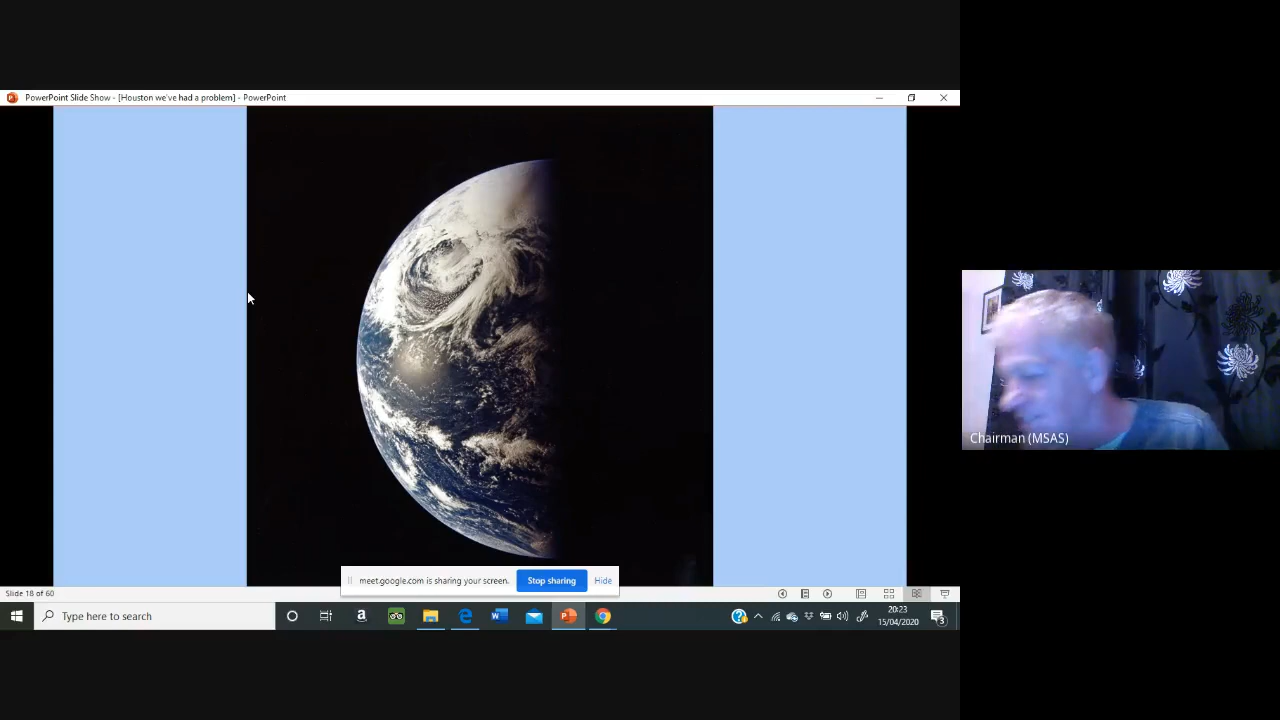 PowerPoint Slide Show - [Houston we've had a problem] - PowerPoint
Chairman (MSAS)
meet.google.com is sharing your screen.
Stop sharing
Hide
Slide 18 of 60
Type here to search
20:23
15/04/2020
3